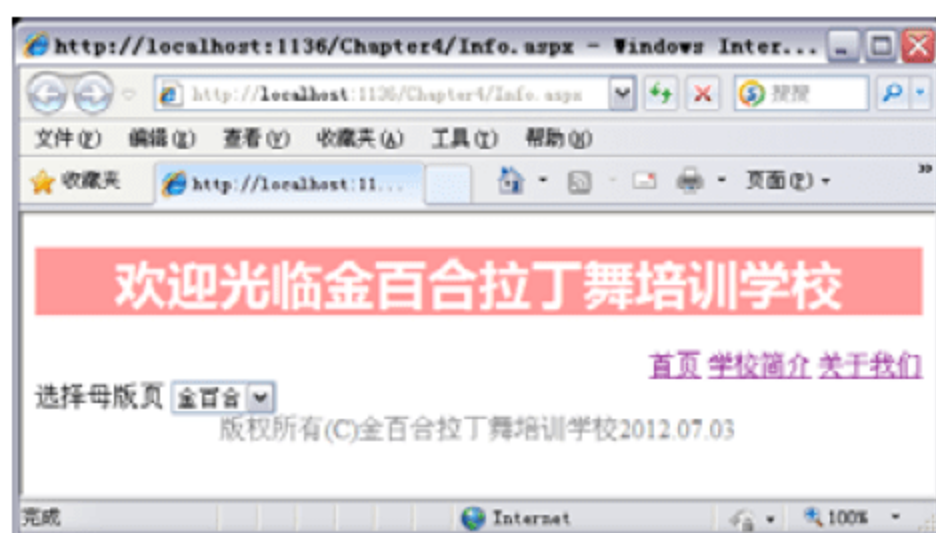 http://localhost:1136/Chapter4/Info.aspx - Windows Inter...
http://localhost:1136/Chapter4/Info.aspx 搜搜
文件(F) 编辑(E) 查看(V) 收藏夹(A) 工具(T) 帮助(H)
收藏夹 http://localhost:11... 页面(P)
欢迎光临金百合拉丁舞培训学校
首页 学校简介 关于我们
选择母版页 金百合
版权所有(C)金百合拉丁舞培训学校2012.07.03
完成 Internet 100%